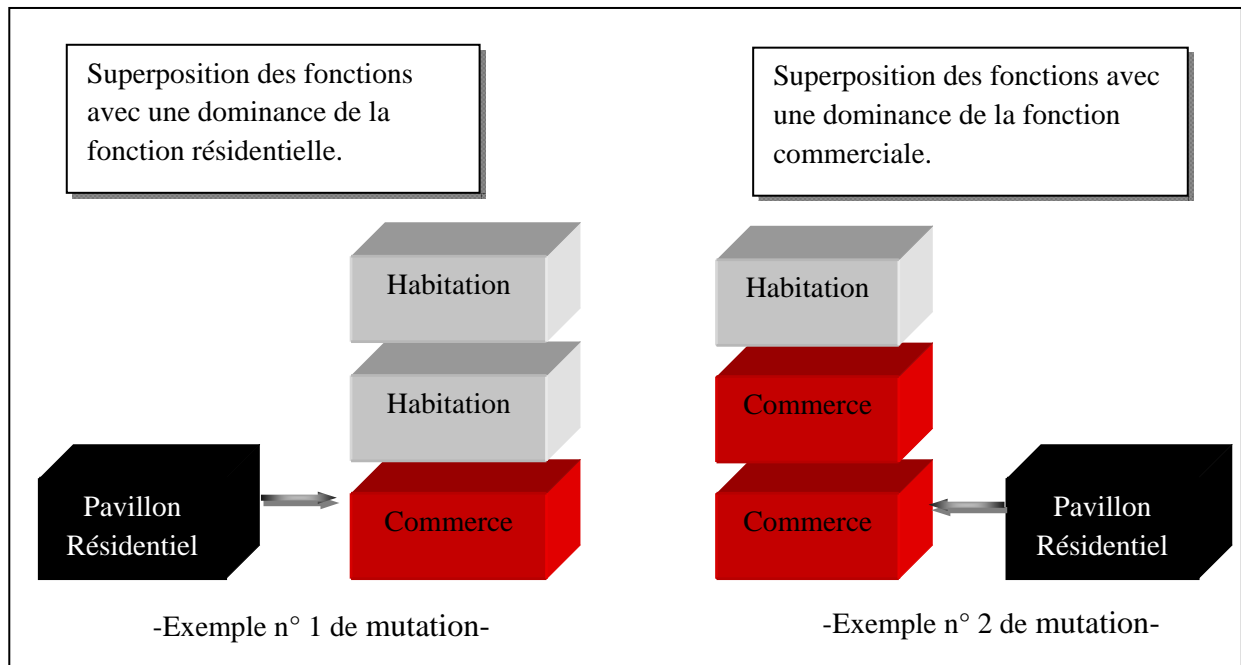 Superposition des fonctions
avec une dominance de la
fonction résidentielle.
Habitation
Habitation
Commerce
Pavillon
Résidentiel
-Exemple n° 1 de mutation-
Superposition des fonctions avec
une dominance de la fonction
commerciale.
Habitation
Commerce
Commerce
Pavillon
Résidentiel
-Exemple n° 2 de mutation-